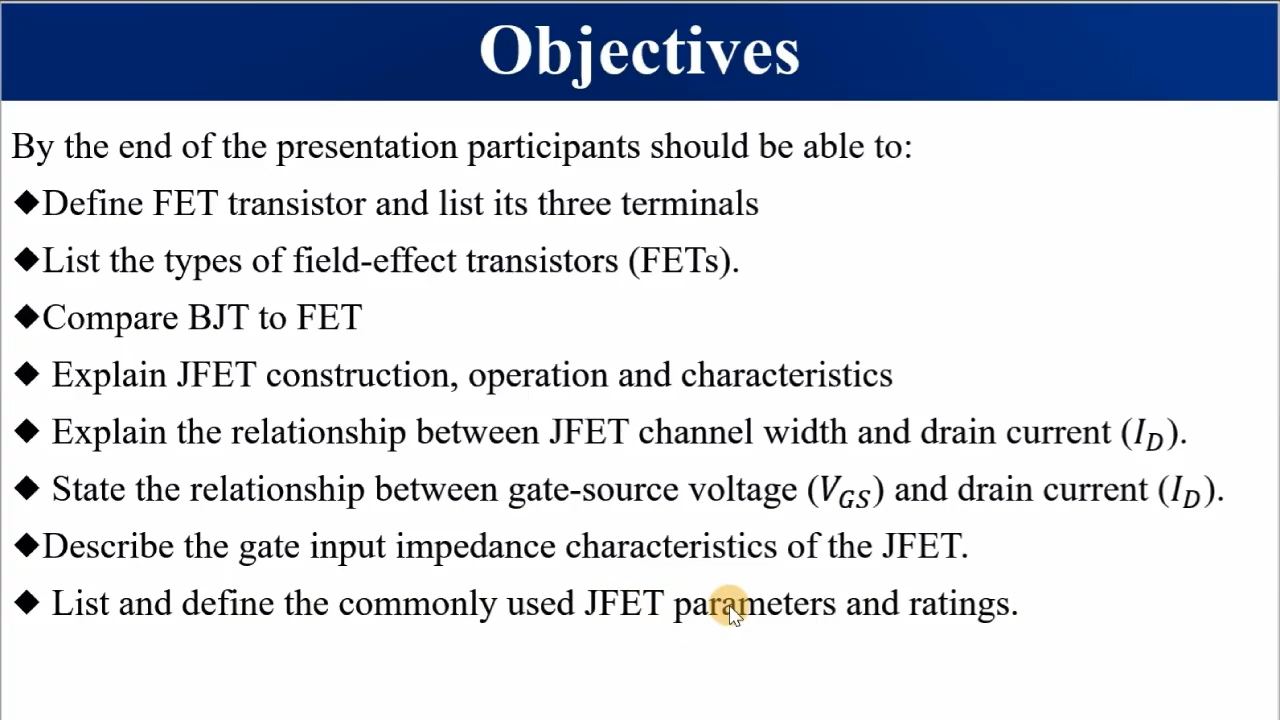 Objectives
By the end of the presentation participants should be able to:
◆Define FET transistor and list its three terminals
◆List the types of field-effect transistors (FETs).
◆Compare BJT to FET
◆ Explain JFET construction, operation and characteristics
◆ Explain the relationship between JFET channel width and drain current (I_D).
◆ State the relationship between gate-source voltage (V_GS) and drain current (I_D).
◆Describe the gate input impedance characteristics of the JFET.
◆ List and define the commonly used JFET parameters and ratings.